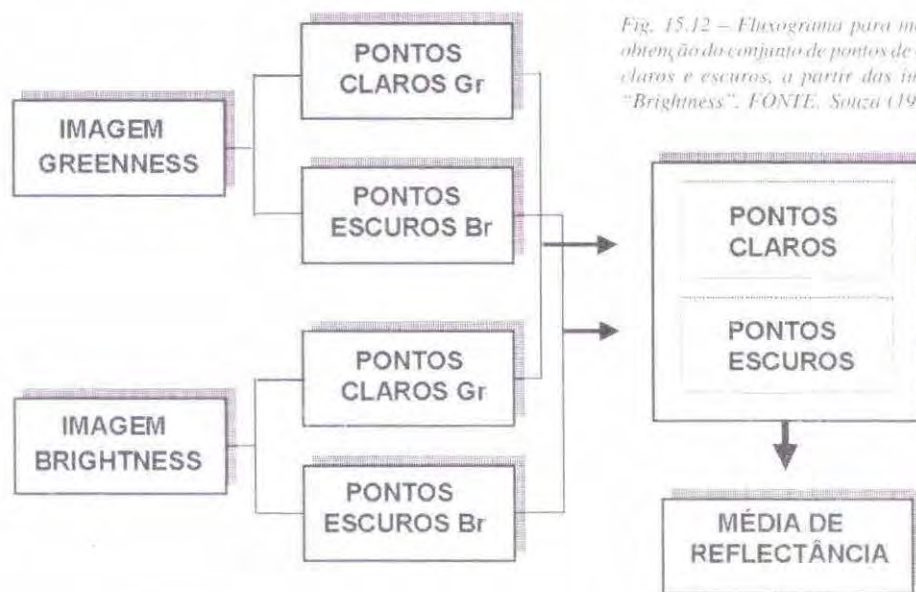 Fig. 15.12 – Fluxograma para
obtenção do conjunto de pontos de
claros e escuros, a partir das
"Brightness". FONTE. Souza
PONTOS
CLAROS Gr
IMAGEM
GREENNESS
PONTOS
ESCUROS Br
PONTOS
CLAROS Gr
IMAGEM
BRIGHTNESS
PONTOS
ESCUROS Br
PONTOS
CLAROS
PONTOS
ESCUROS
MÉDIA DE
REFLECTÂNCIA